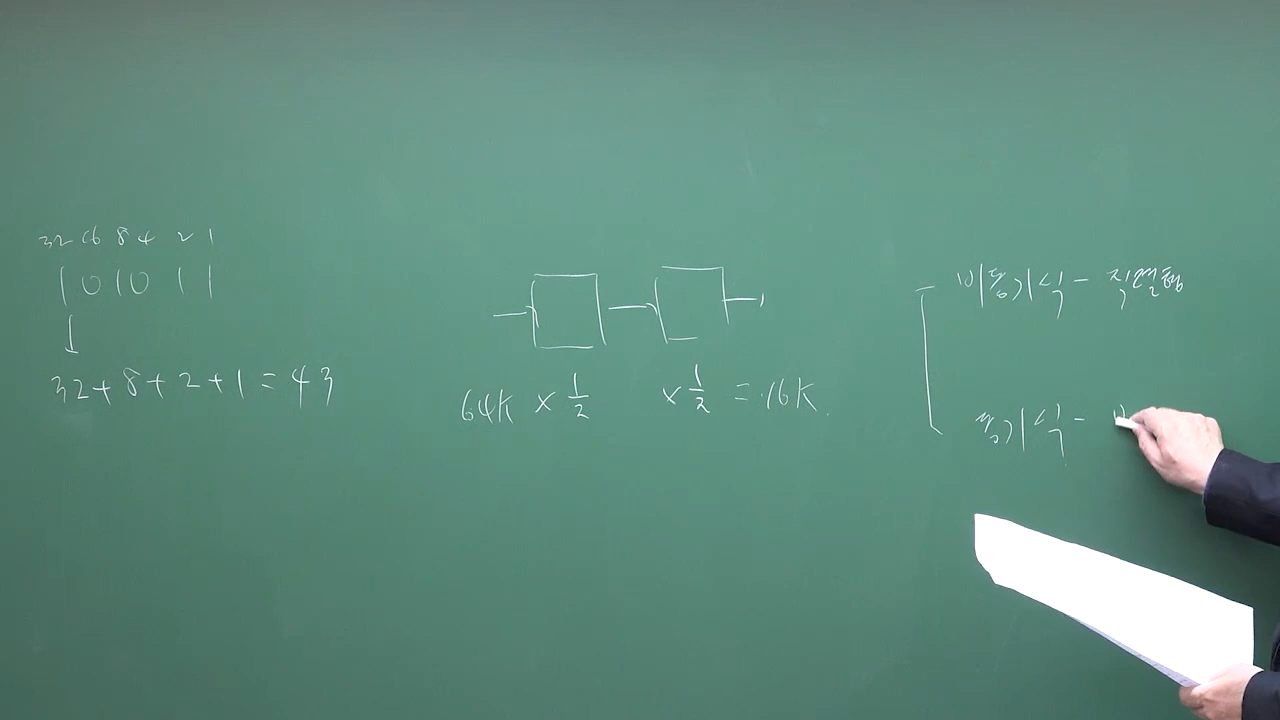 32 16 8 4 2 1
1 0 1 0 1 1
32+8+2+1=43
64K × 1/2 × 1/2 = 16K.
비동기식 - 직렬형
동기식 -